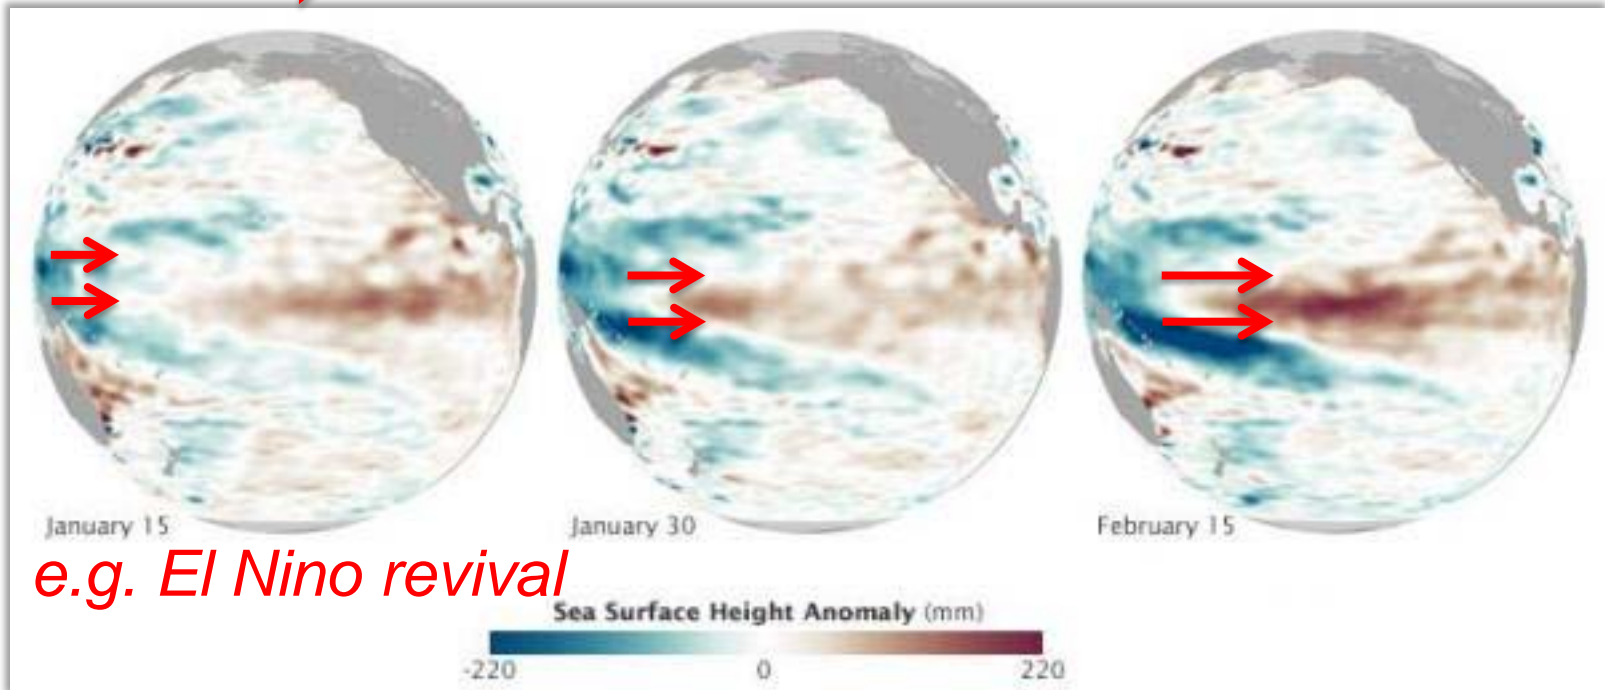 January 15
January 30
February 15
e.g. El Nino revival
Sea Surface Height Anomaly (mm)
-220
0
220